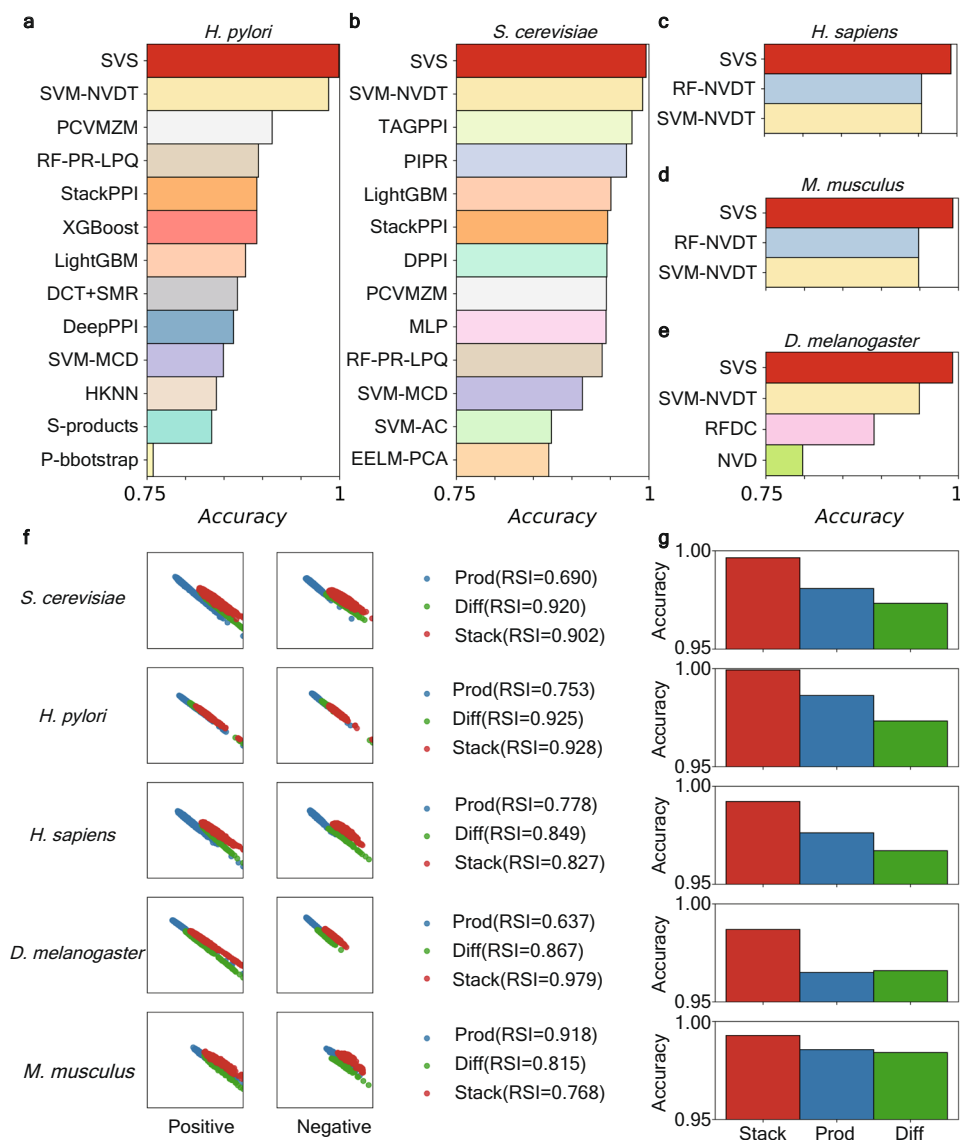 a
H. pylori
SVS
SVM-NVDT
PCVMZM
RF-PR-LPQ
StackPPI
XGBoost
LightGBM
DCT+SMR
DeepPPI
SVM-MCD
HKNN
S-products
P-bbotstrap
0.75 1
Accuracy
b
S. cerevisiae
SVS
SVM-NVDT
TAGPPI
PIPR
LightGBM
StackPPI
DPPI
PCVMZM
MLP
RF-PR-LPQ
SVM-MCD
SVM-AC
EELM-PCA
0.75 1
Accuracy
c
H. sapiens
SVS
RF-NVDT
SVM-NVDT
d
M. musculus
SVS
RF-NVDT
SVM-NVDT
e
D. melanogaster
SVS
SVM-NVDT
RFDC
NVD
0.75 1
Accuracy
f
S. cerevisiae
Prod(RSI=0.690)
Diff(RSI=0.920)
Stack(RSI=0.902)
H. pylori
Prod(RSI=0.753)
Diff(RSI=0.925)
Stack(RSI=0.928)
H. sapiens
Prod(RSI=0.778)
Diff(RSI=0.849)
Stack(RSI=0.827)
D. melanogaster
Prod(RSI=0.637)
Diff(RSI=0.867)
Stack(RSI=0.979)
M. musculus
Prod(RSI=0.918)
Diff(RSI=0.815)
Stack(RSI=0.768)
Positive Negative
g
1.00
Accuracy
0.95
1.00
Accuracy
0.95
1.00
Accuracy
0.95
1.00
Accuracy
0.95
1.00
Accuracy
0.95
Stack Prod Diff